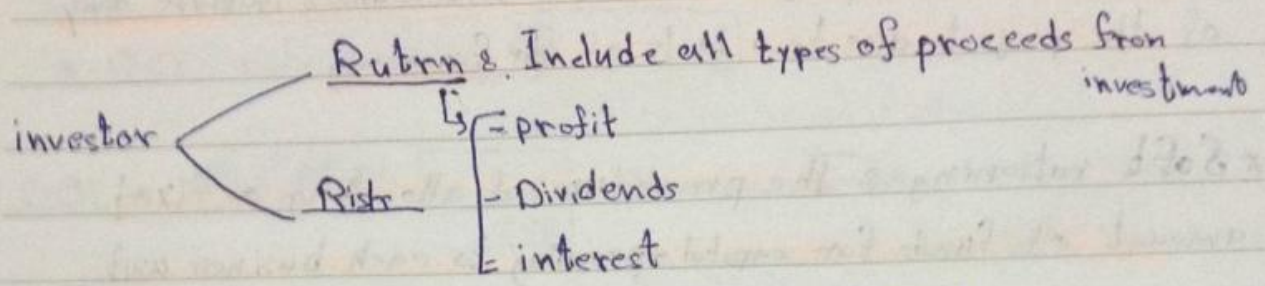 Rutrn :. Include all types of proceeds from
investment
investor
- profit
Risk
- Dividends
- interest